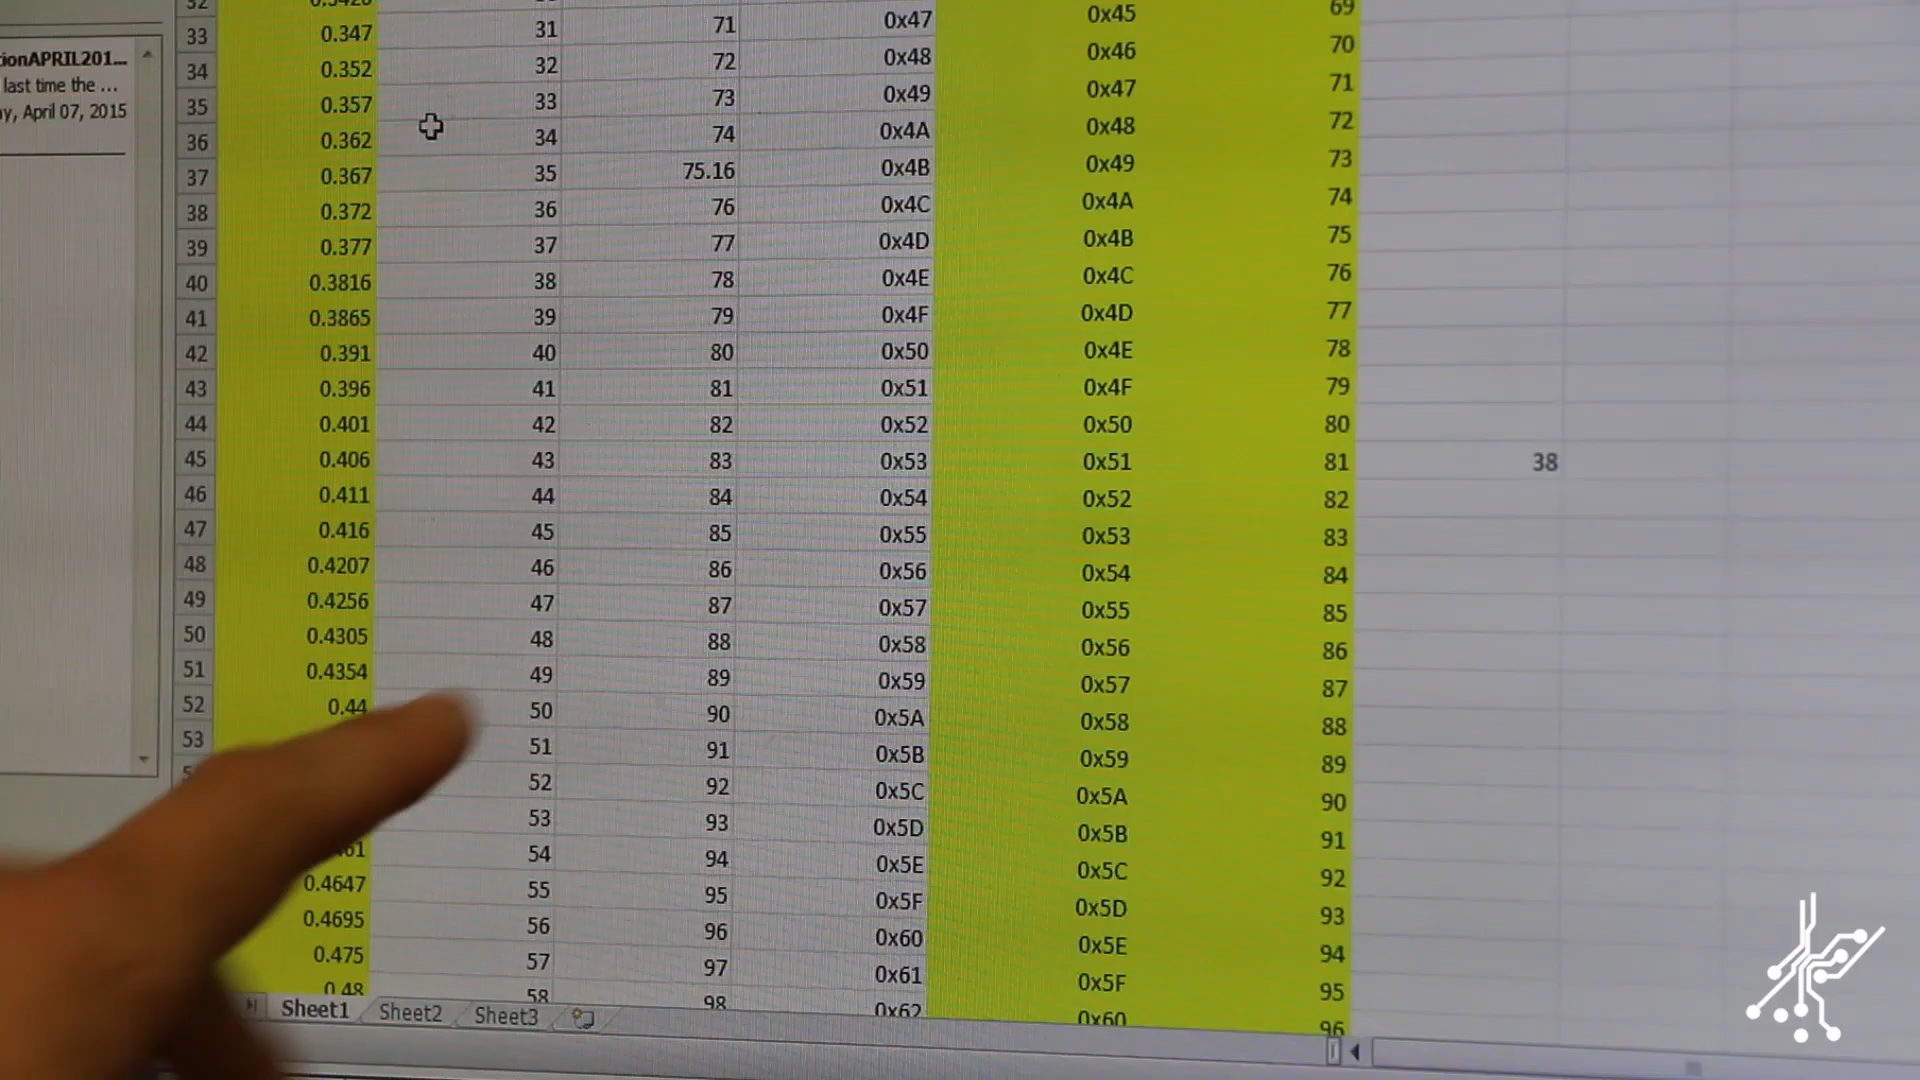 32
33 0.347 31 71 0x47 0x45 69
ionAPRIL201...
34 0.352 32 72 0x48 0x46 70
last time the ...
35 0.357 33 73 0x49 0x47 71
y, April 07, 2015
36 0.362 34 74 0x4A 0x48 72
37 0.367 35 75.16 0x4B 0x49 73
38 0.372 36 76 0x4C 0x4A 74
39 0.377 37 77 0x4D 0x4B 75
40 0.3816 38 78 0x4E 0x4C 76
41 0.3865 39 79 0x4F 0x4D 77
42 0.391 40 80 0x50 0x4E 78
43 0.396 41 81 0x51 0x4F 79
44 0.401 42 82 0x52 0x50 80
45 0.406 43 83 0x53 0x51 81 38
46 0.411 44 84 0x54 0x52 82
47 0.416 45 85 0x55 0x53 83
48 0.4207 46 86 0x56 0x54 84
49 0.4256 47 87 0x57 0x55 85
50 0.4305 48 88 0x58 0x56 86
51 0.4354 49 89 0x59 0x57 87
52 0.44 50 90 0x5A 0x58 88
53 51 91 0x5B 0x59 89
52 92 0x5C 0x5A 90
53 93 0x5D 0x5B 91
54 94 0x5E 0x5C 92
0.4647 55 95 0x5F 0x5D 93
0.4695 56 96 0x60 0x5E 94
0.475 57 97 0x61 0x5F 95
0.48 58 98 0x62 0x60 96
Sheet1 Sheet2 Sheet3